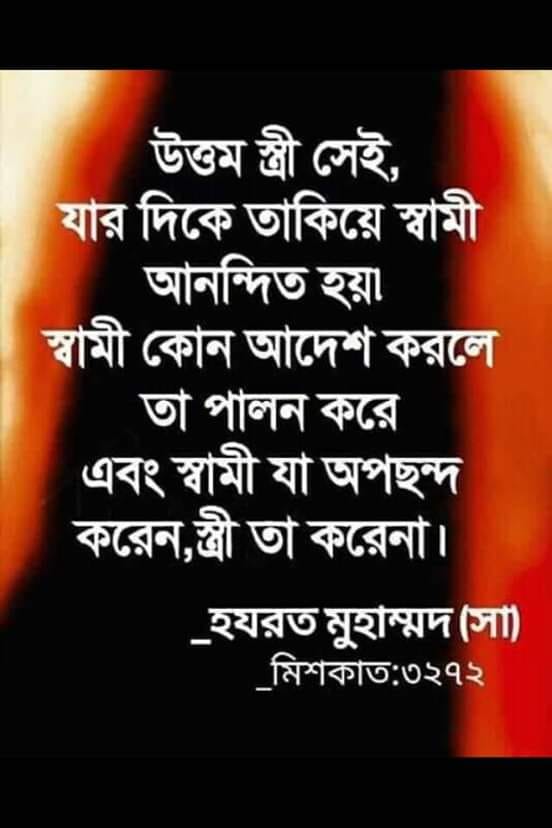 উত্তম স্ত্রী সেই,
যার দিকে তাকিয়ে স্বামী
আনন্দিত হয়৷
স্বামী কোন আদেশ করলে
তা পালন করে
এবং স্বামী যা অপছন্দ
করেন,স্ত্রী তা করেনা।
_হযরত মুহাম্মদ (সা)
_মিশকাত:৩২৭২